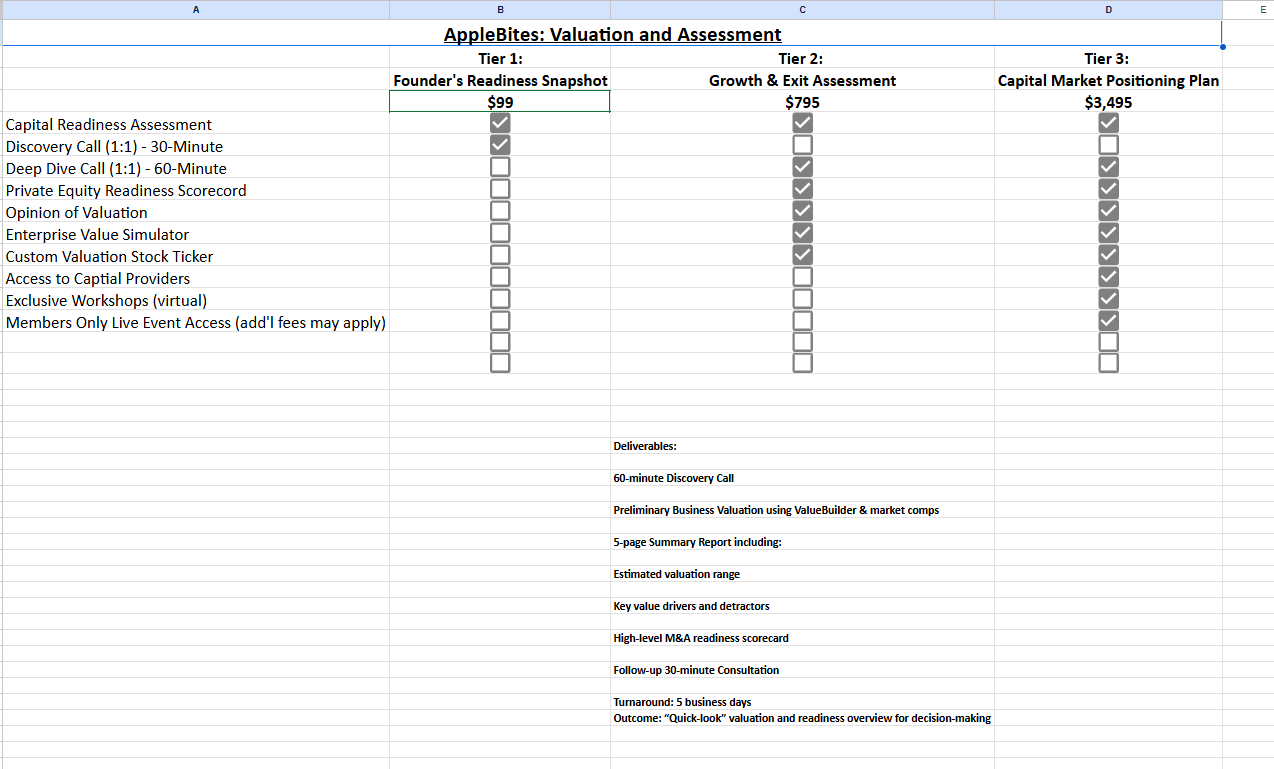 A B C D E
AppleBites: Valuation and Assessment
Tier 1: Tier 2: Tier 3:
Founder's Readiness Snapshot Growth & Exit Assessment Capital Market Positioning Plan
$99 $795 $3,495
Capital Readiness Assessment
Discovery Call (1:1) - 30-Minute
Deep Dive Call (1:1) - 60-Minute
Private Equity Readiness Scorecord
Opinion of Valuation
Enterprise Value Simulator
Custom Valuation Stock Ticker
Access to Captial Providers
Exclusive Workshops (virtual)
Members Only Live Event Access (add'l fees may apply)
Deliverables:
60-minute Discovery Call
Preliminary Business Valuation using ValueBuilder & market comps
5-page Summary Report including:
Estimated valuation range
Key value drivers and detractors
High-level M&A readiness scorecard
Follow-up 30-minute Consultation
Turnaround: 5 business days
Outcome: “Quick-look” valuation and readiness overview for decision-making